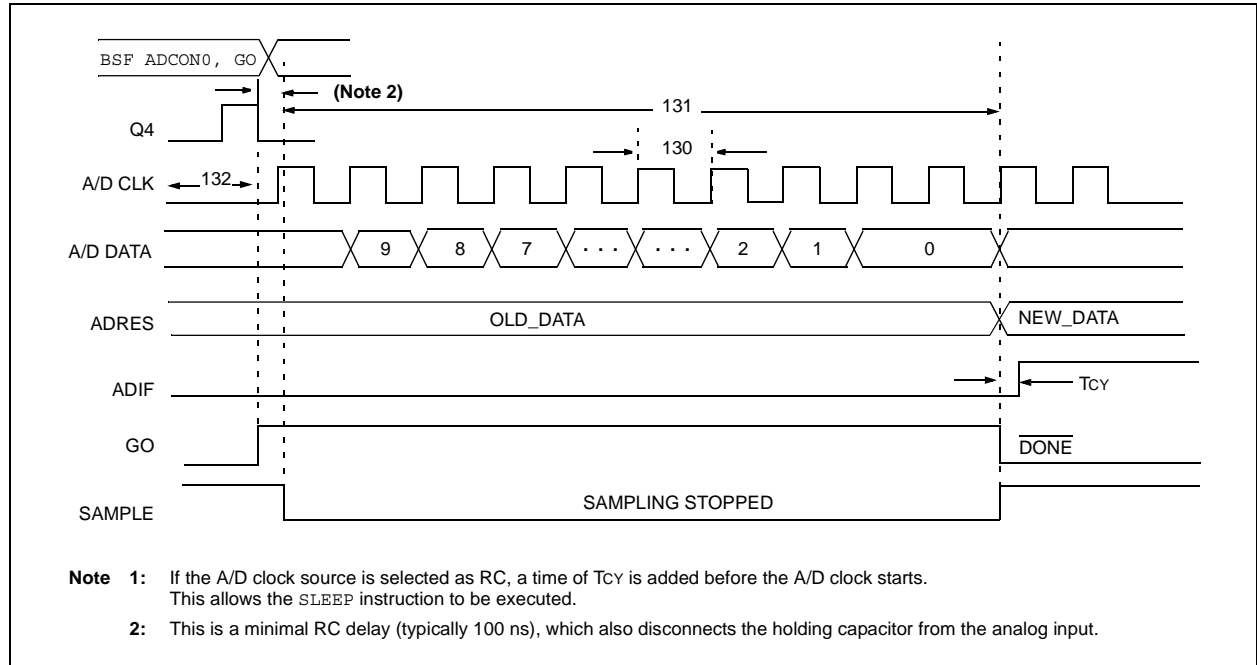 BSF ADCON0, GO
(Note 2)
131
Q4
130
A/D CLK
132
A/D DATA
9 8 7 · · · · · · 2 1 0
ADRES
OLD_DATA
NEW_DATA
ADIF
TCY
GO
DONE
SAMPLE
SAMPLING STOPPED
Note 1: If the A/D clock source is selected as RC, a time of TCY is added before the A/D clock starts.
This allows the SLEEP instruction to be executed.
2: This is a minimal RC delay (typically 100 ns), which also disconnects the holding capacitor from the analog input.